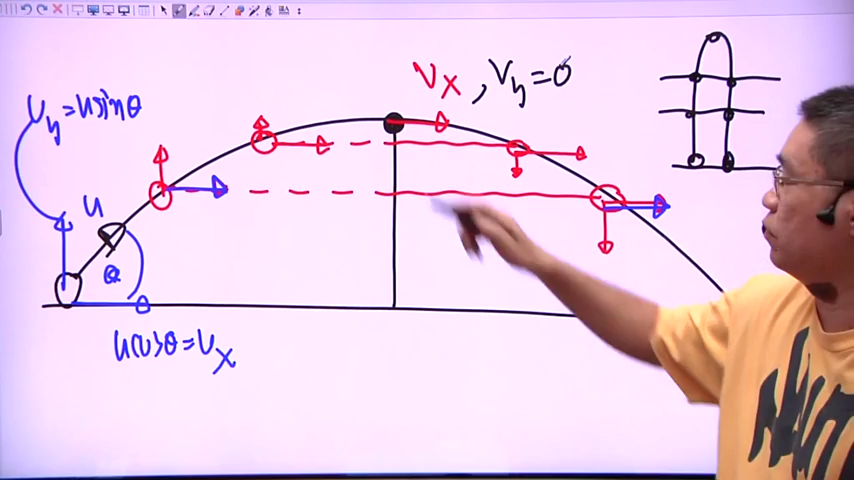 Vx , Vy = 0
Vy = usinθ
u
θ
ucosθ = Vx